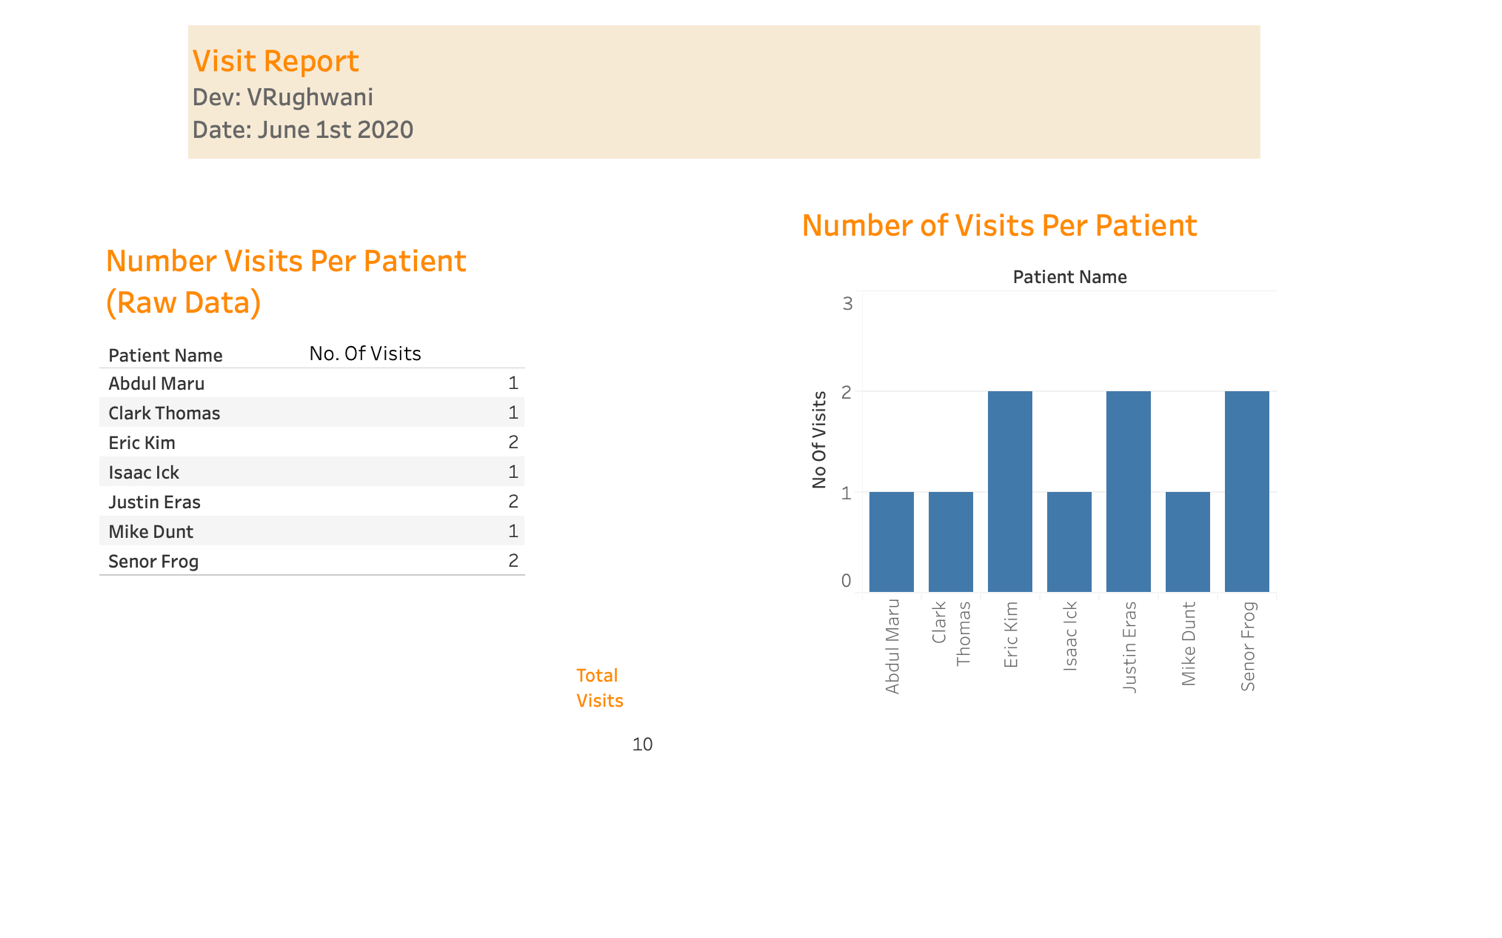 Visit Report
Dev: VRughwani
Date: June 1st 2020
Number Visits Per Patient
(Raw Data)
Patient Name No. Of Visits
Abdul Maru 1
Clark Thomas 1
Eric Kim 2
Isaac Ick 1
Justin Eras 2
Mike Dunt 1
Senor Frog 2
Total
Visits
10
Number of Visits Per Patient
Patient Name
No Of Visits
3
2
1
0
Abdul Maru
Clark
Thomas
Eric Kim
Isaac Ick
Justin Eras
Mike Dunt
Senor Frog